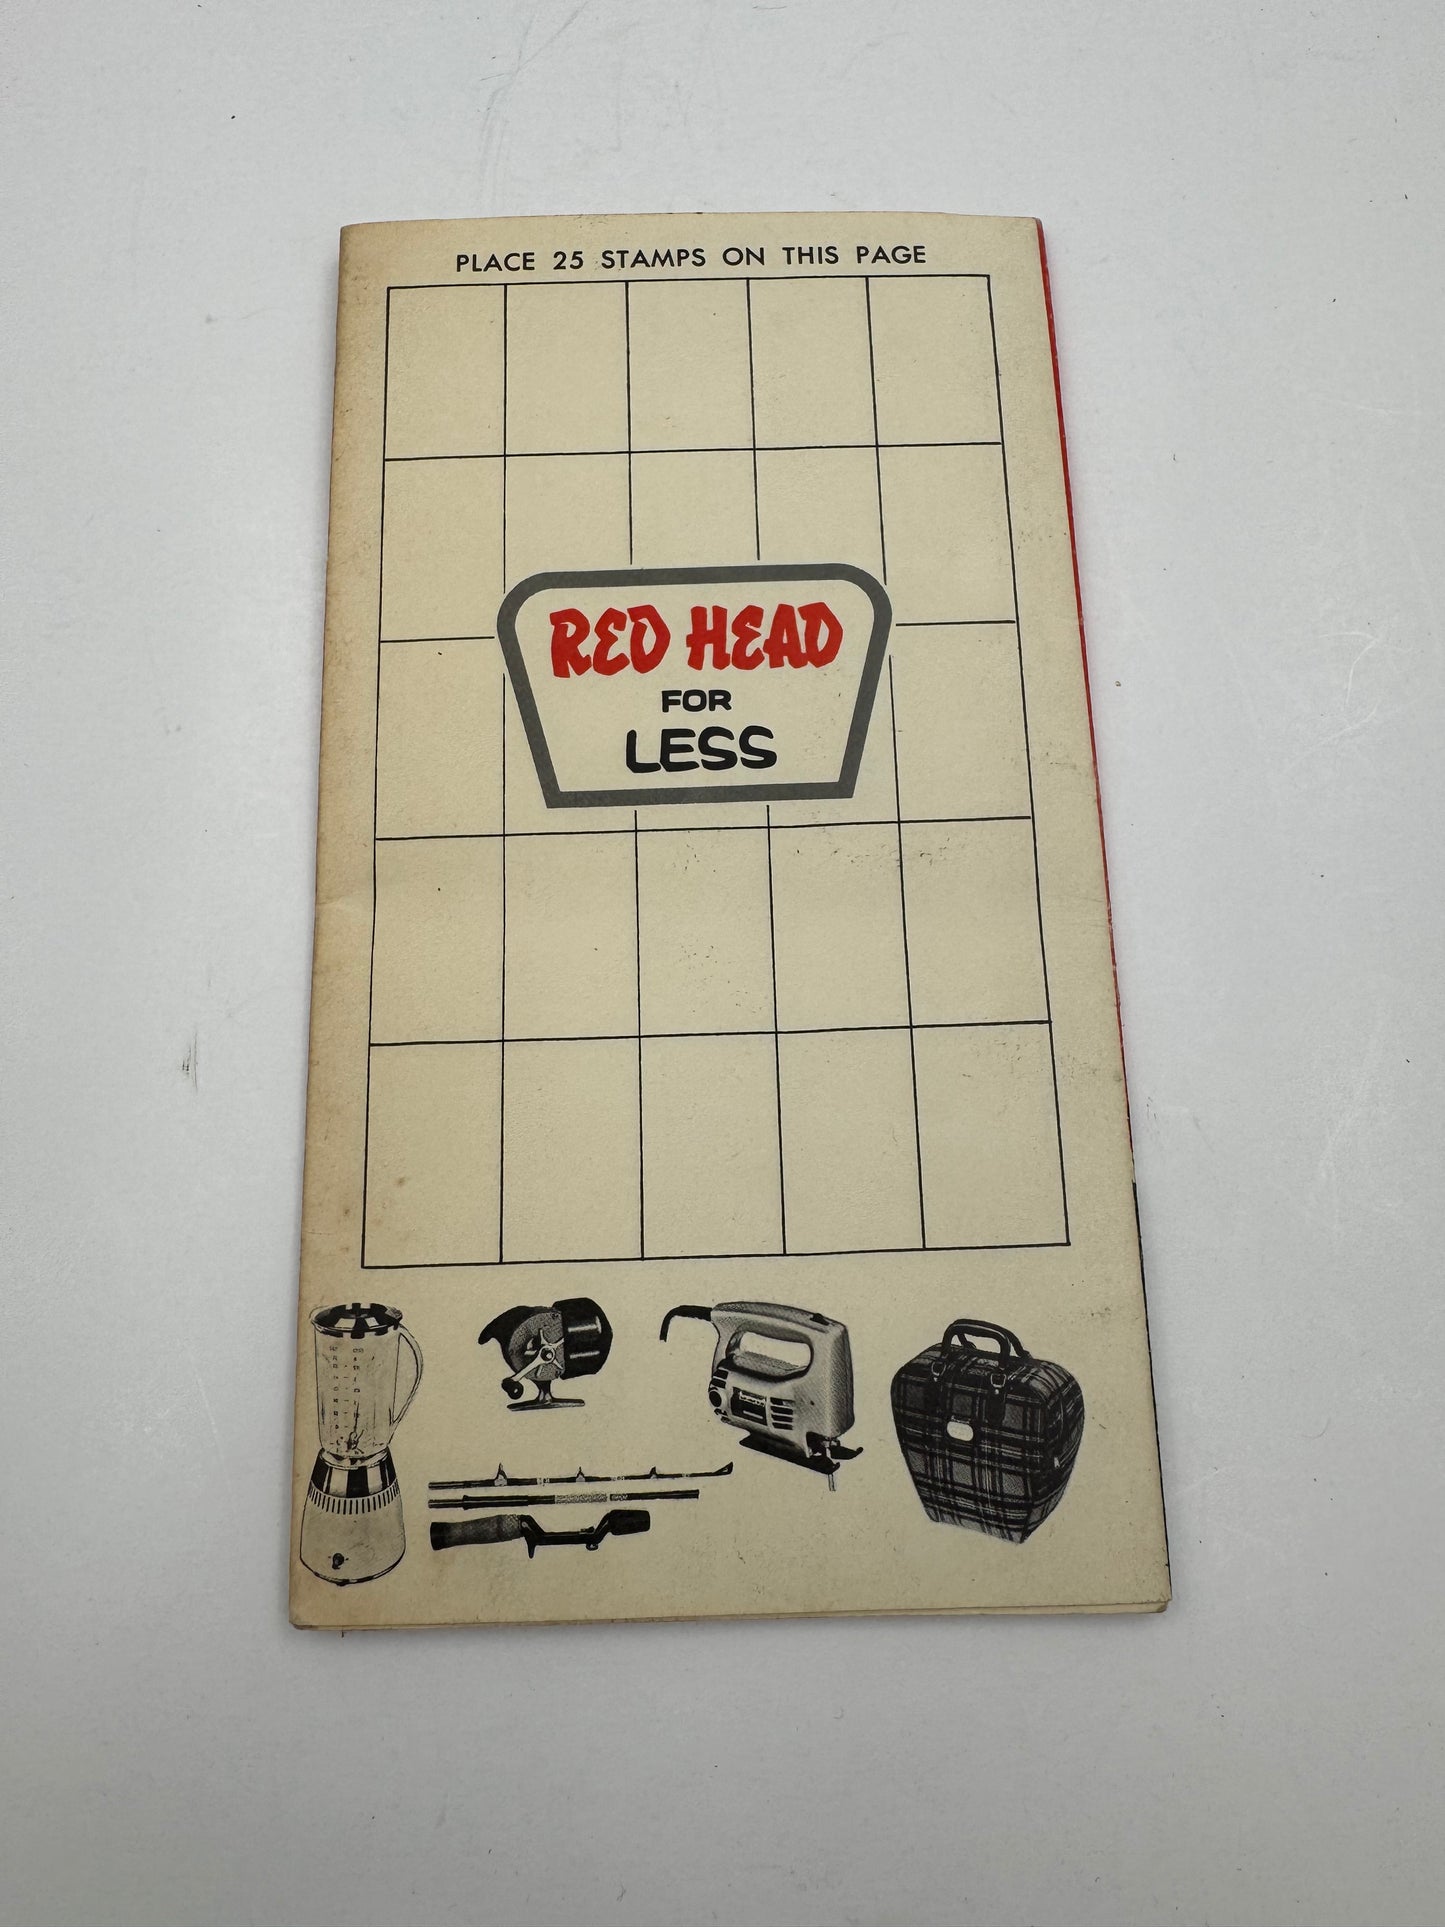 PLACE 25 STAMPS ON THIS PAGE
RED HEAD
FOR
LESS